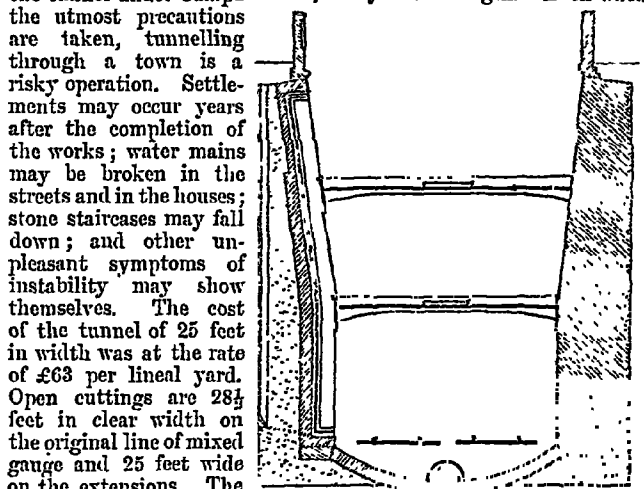 the utmost precautions
are taken, tunnelling
through a town is a
risky operation. Settle-
ments may occur years
after the completion of
the works; water mains
may be broken in the
streets and in the houses;
stone staircases may fall
down; and other un-
pleasant symptoms of
instability may show
themselves. The cost
of the tunnel of 25 feet
in width was at the rate
of £63 per lineal yard.
Open cuttings are 28½
feet in clear width on
the original line of mixed
gauge and 25 feet wide
on the extensions. The